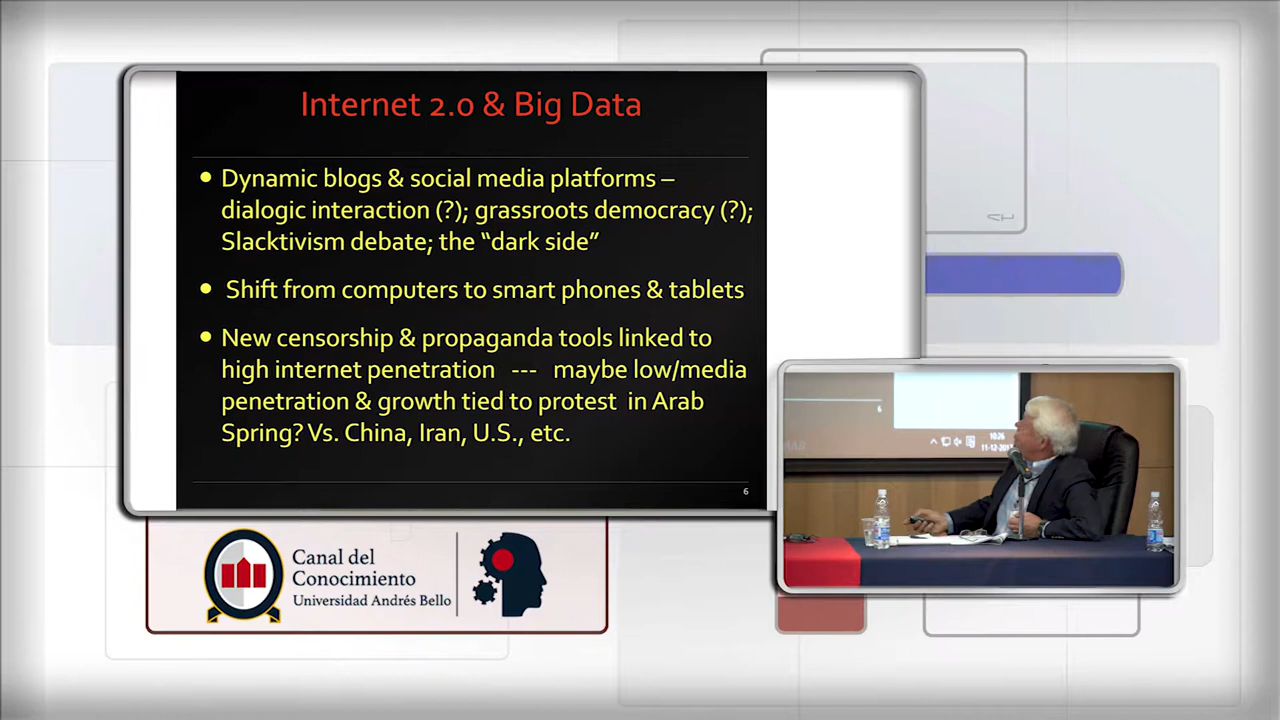 Internet 2.0 & Big Data
• Dynamic blogs & social media platforms –
dialogic interaction (?); grassroots democracy (?);
Slacktivism debate; the “dark side”
• Shift from computers to smart phones & tablets
• New censorship & propaganda tools linked to
high internet penetration --- maybe low/media
penetration & growth tied to protest in Arab
Spring? Vs. China, Iran, U.S., etc.
6
6
10:26
Canal del
Conocimiento
Universidad Andrés Bello